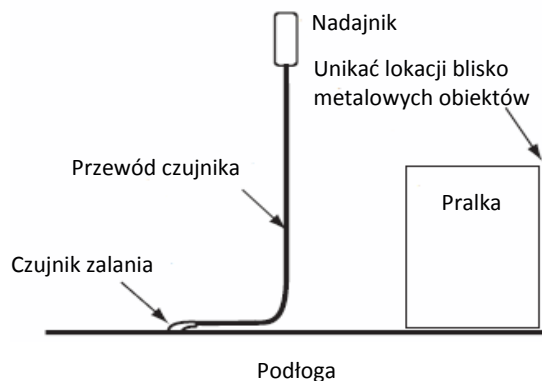 Nadajnik
Unikać lokacji blisko
metalowych obiektów
Przewód czujnika
Pralka
Czujnik zalania
Podłoga